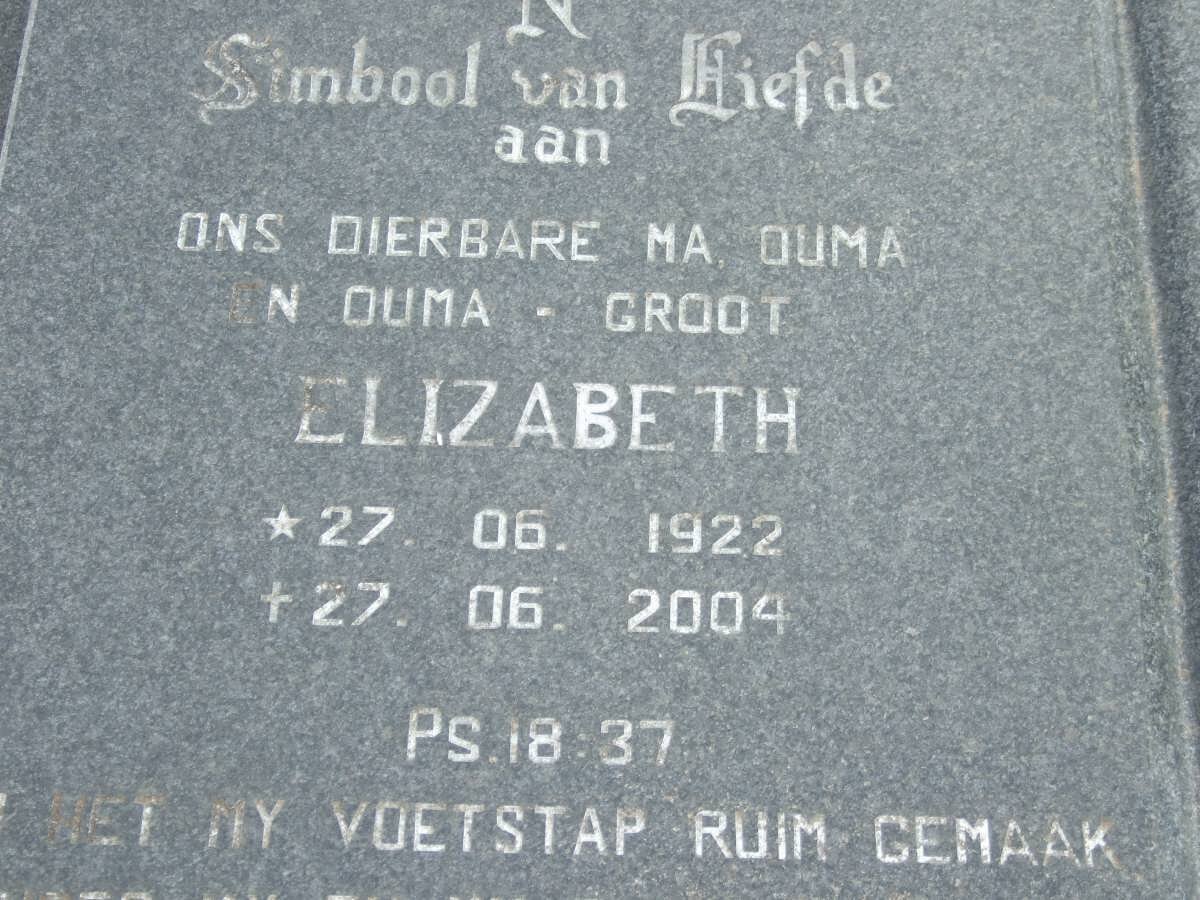 'N
Simbool van Liefde
aan
ONS DIERBARE MA, OUMA
EN OUMA - GROOT
ELIZABETH
★27. 06. 1922
✝27. 06. 2004
PS.18:37
HET MY VOETSTAP RUIM GEMAAK